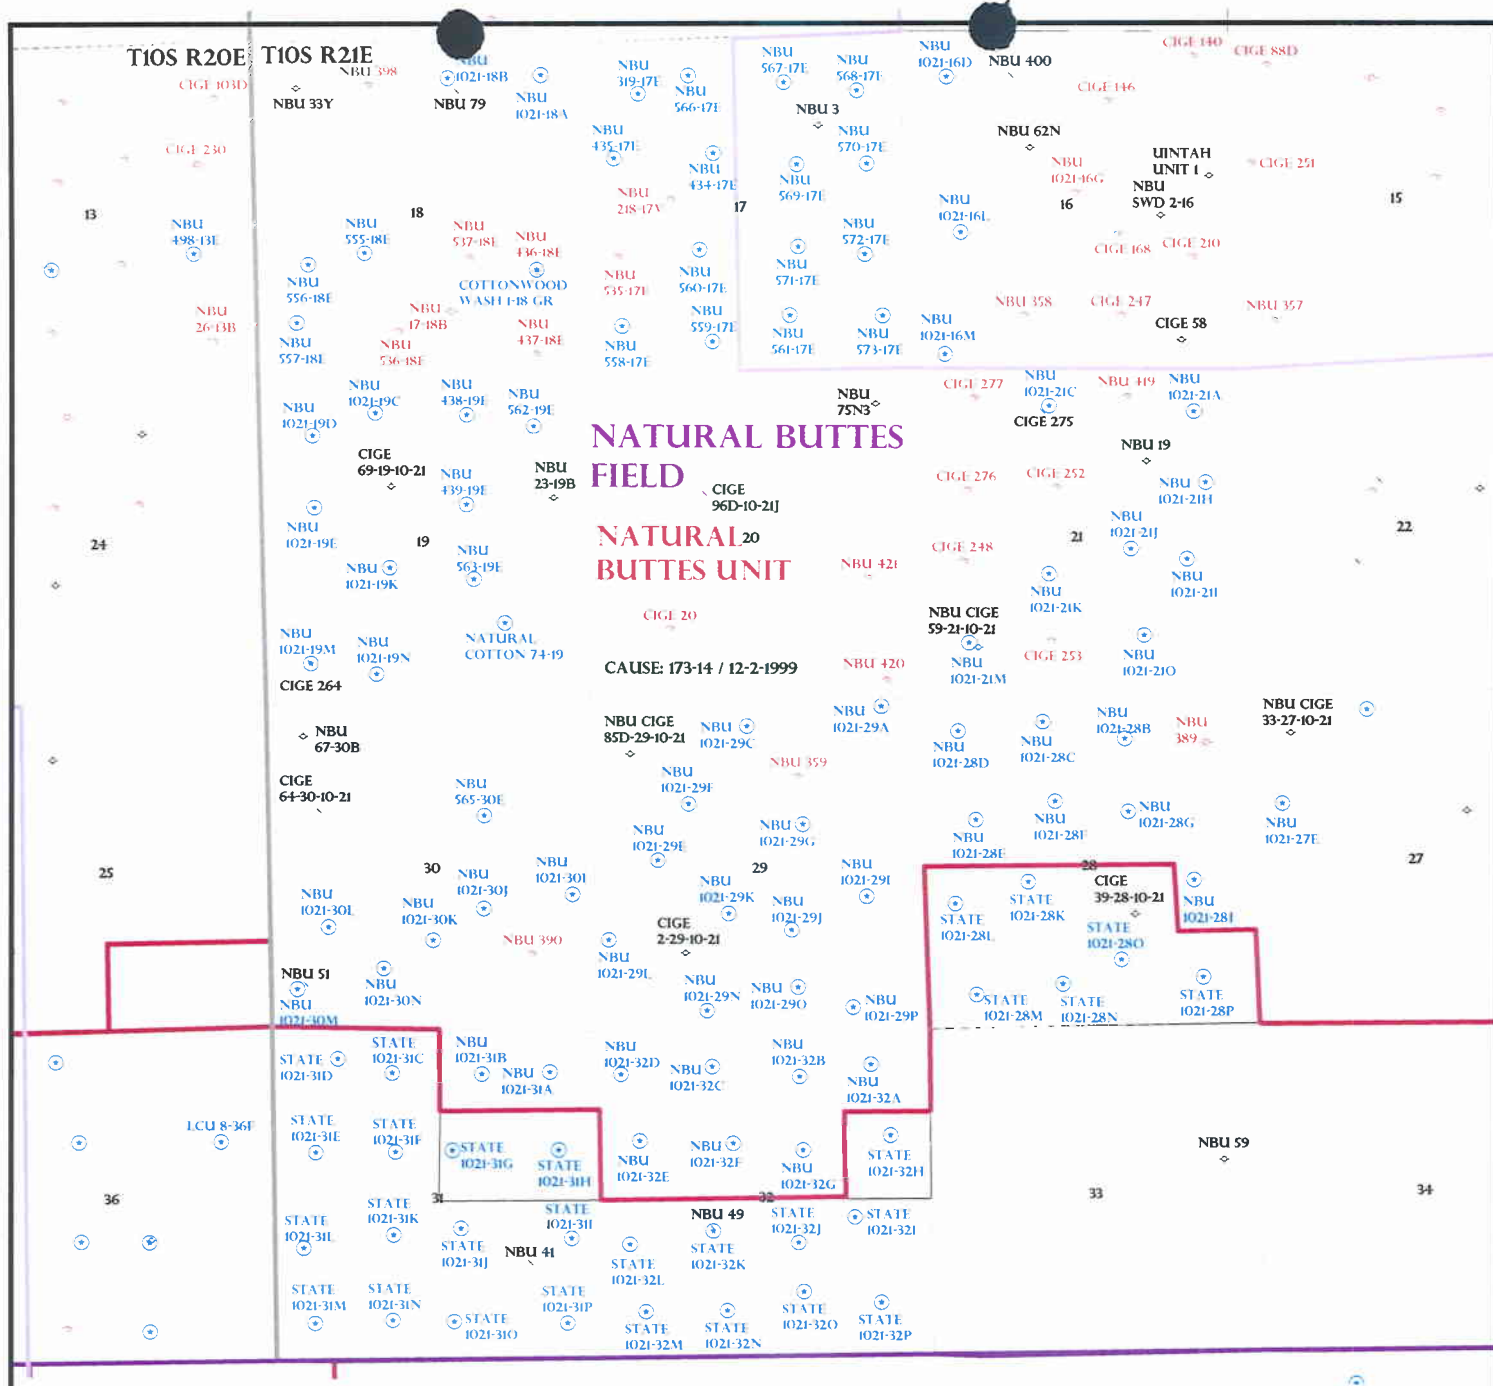 T10S R20E T10S R21E
CIGE 103D
NBU 33Y
NBU 398
NBU
1021-18B
NBU 79
NBU
1021-18A
NBU
319-17E
NBU
566-17E
NBU
567-17E
NBU
568-17E
NBU
1021-16D
NBU 400
CIGE 140
CIGE 88D
CIGE 146
NBU 3
CIGE 230
NBU
435-17E
NBU
434-17E
NBU
570-17E
NBU
569-17E
NBU 62N
NBU
1021-16G
UINTAH
UNIT 1
NBU
SWD 2-16
CIGE 251
13
18
17
16
15
NBU
218-17V
NBU
498-13E
NBU
555-18E
NBU
537-18E
NBU
436-18E
NBU
1021-16L
CIGE 168
CIGE 210
NBU
556-18E
COTTONWOOD
WASH 1-18 GR
NBU
535-17E
NBU
560-17E
NBU
571-17E
NBU
572-17E
NBU
26-13B
NBU
557-18E
NBU
17-18B
NBU
536-18E
NBU
437-18E
NBU
558-17E
NBU
559-17E
NBU
561-17E
NBU
573-17E
NBU
1021-16M
NBU 358
CIGE 247
CIGE 58
NBU 357
NBU
1021-19D
NBU
1021-19C
NBU
438-19E
NBU
562-19E
NBU
75N3
CIGE 277
NBU
1021-21C
CIGE 275
NBU 419
NBU
1021-21A
NATURAL BUTTES
FIELD
CIGE
69-19-10-21
NBU
439-19E
NBU
23-19B
CIGE
96D-10-21J
CIGE 276
CIGE 252
NBU 19
NBU
1021-21H
24
NBU
1021-19E
19
NATURAL
BUTTES UNIT
20
21
22
NBU
1021-21J
NBU
1021-19K
NBU
563-19E
NBU 421
CIGE 248
NBU
1021-21K
NBU
1021-21I
NBU
1021-19M
NBU
1021-19N
NATURAL
COTTON 74-19
CIGE 20
NBU CIGE
59-21-10-21
NBU
1021-21M
CIGE 253
NBU
1021-21O
CIGE 264
CAUSE: 173-14 / 12-2-1999
NBU 420
NBU
67-30B
NBU CIGE
85D-29-10-21
NBU
1021-29C
NBU
1021-29A
NBU
1021-28D
NBU
1021-28C
NBU
1021-28B
NBU
389
NBU CIGE
33-27-10-21
CIGE
64-30-10-21
NBU
565-30E
NBU
1021-29F
NBU 359
NBU
1021-29E
NBU
1021-29G
NBU
1021-28E
NBU
1021-28F
NBU
1021-28G
NBU
1021-27E
25
30
29
28
27
NBU
1021-30L
NBU
1021-30K
NBU
1021-30J
NBU
1021-30I
NBU
1021-29K
NBU
1021-29J
NBU
1021-29I
STATE
1021-28L
STATE
1021-28K
CIGE
39-28-10-21
STATE
1021-28O
NBU
1021-28I
NBU 390
CIGE
2-29-10-21
NBU 51
NBU
1021-30M
NBU
1021-30N
NBU
1021-29L
NBU
1021-29N
NBU
1021-29O
NBU
1021-29P
STATE
1021-28M
STATE
1021-28N
STATE
1021-28P
STATE
1021-31D
STATE
1021-31C
NBU
1021-31B
NBU
1021-31A
NBU
1021-32D
NBU
1021-32C
NBU
1021-32B
NBU
1021-32A
LCU 8-36F
STATE
1021-31E
STATE
1021-31F
STATE
1021-31G
STATE
1021-31H
NBU
1021-32E
NBU
1021-32F
NBU
1021-32G
STATE
1021-32H
NBU 59
36
31
32
33
34
STATE
1021-31L
STATE
1021-31K
STATE
1021-31J
STATE
1021-31I
NBU 41
NBU 49
STATE
1021-32L
STATE
1021-32K
STATE
1021-32J
STATE
1021-32I
STATE
1021-31M
STATE
1021-31N
STATE
1021-31O
STATE
1021-31P
STATE
1021-32M
STATE
1021-32N
STATE
1021-32O
STATE
1021-32P